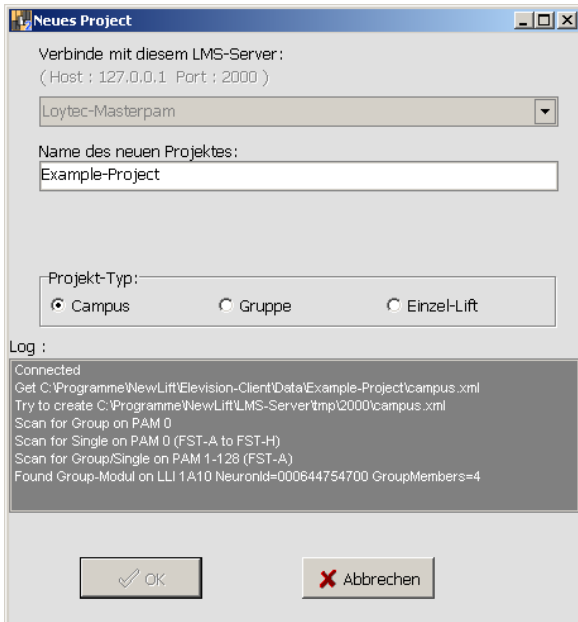 Neues Project
Verbinde mit diesem LMS-Server:
( Host : 127.0.0.1 Port : 2000 )
Loytec-Masterpam
Name des neuen Projektes:
Example-Project
Projekt-Typ:
Campus
Gruppe
Einzel-Lift
Log :
Connected
Get C:\Programme\NewLift\Elevision-Client\Data\Example-Project\campus.xml
Try to create C:\Programme\NewLift\LMS-Server\tmp\2000\campus.xml
Scan for Group on PAM 0
Scan for Single on PAM 0 (FST-A to FST-H)
Scan for Group/Single on PAM 1-128 (FST-A)
Found Group-Modul on LLI 1A10 NeuronId=000644754700 GroupMembers=4
OK
Abbrechen